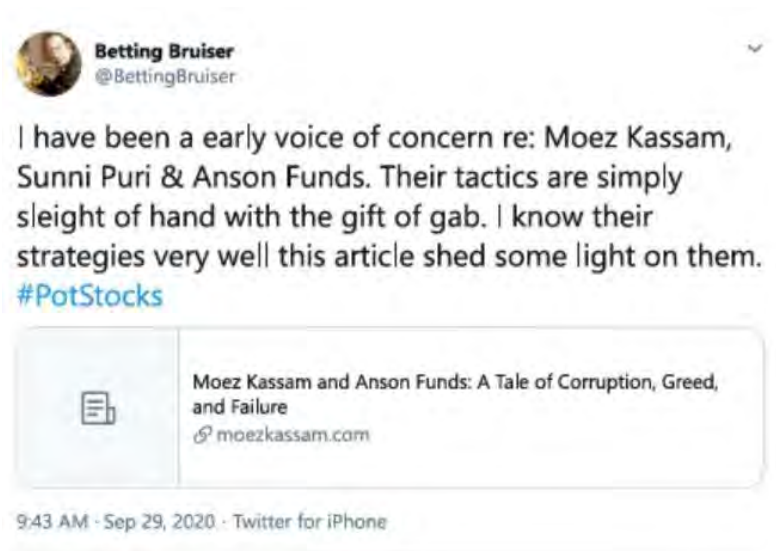 Betting Bruiser
@BettingBruiser
I have been a early voice of concern re: Moez Kassam,
Sunni Puri & Anson Funds. Their tactics are simply
sleight of hand with the gift of gab. I know their
strategies very well this article shed some light on them.
#PotStocks
Moez Kassam and Anson Funds: A Tale of Corruption, Greed,
and Failure
moezkassam.com
9:43 AM · Sep 29, 2020 · Twitter for iPhone